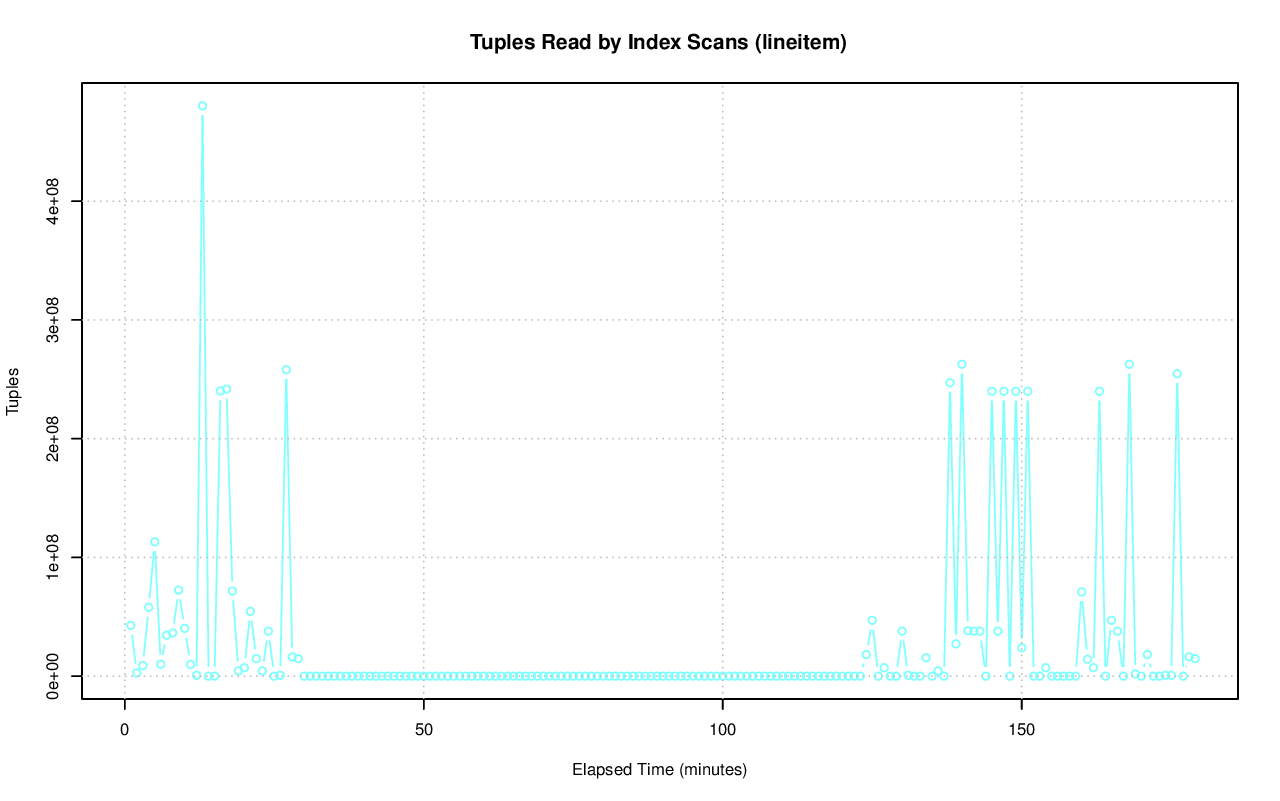 Tuples Read by Index Scans (lineitem)
Tuples
4e+08
3e+08
2e+08
1e+08
0e+00
0 50 100 150
Elapsed Time (minutes)